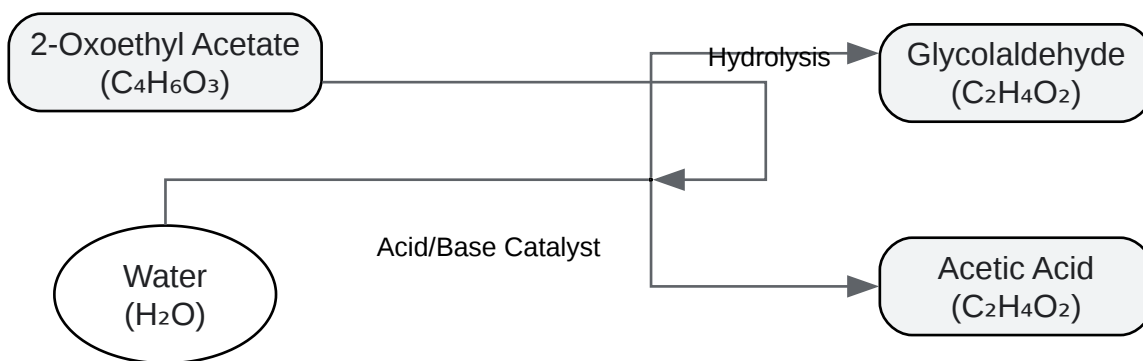 2-Oxoethyl Acetate
(C₄H₆O₃)
Hydrolysis
Glycolaldehyde
(C₂H₄O₂)
Acid/Base Catalyst
Water
(H₂O)
Acetic Acid
(C₂H₄O₂)